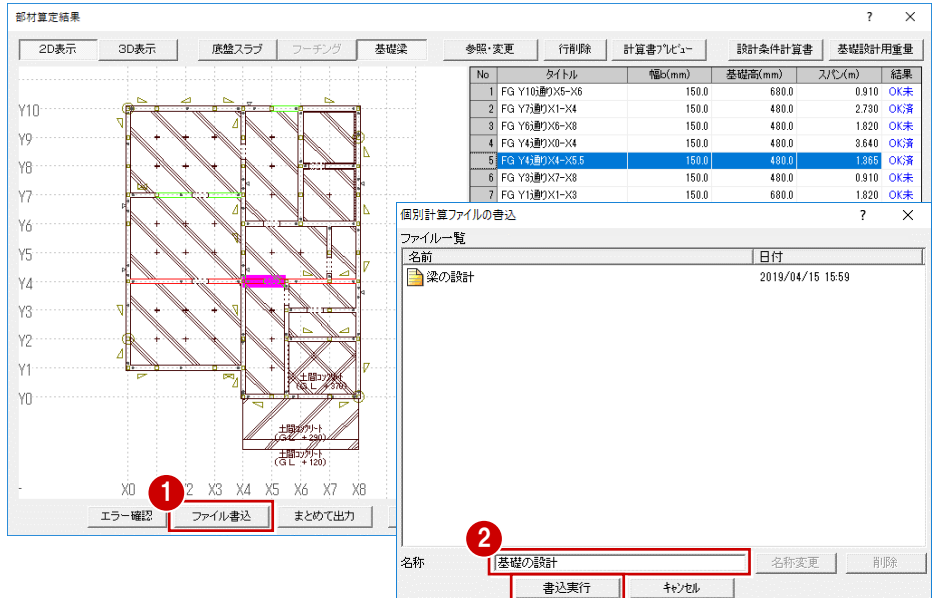 部材算定結果
? ×
2D表示 3D表示 底盤スラブ フーチング 基礎梁 参照・変更 行削除 計算書プレビュー 設計条件計算書 基礎設計用重量
No タイトル 幅b(mm) 基礎高(mm) スパン(m) 結果
1 FG Y10通りX5-X6 150.0 680.0 0.910 OK未
2 FG Y7通りX1-X4 150.0 480.0 2.730 OK済
3 FG Y6通りX6-X8 150.0 480.0 1.820 OK未
4 FG Y4通りX0-X4 150.0 480.0 3.640 OK済
5 FG Y4通りX4-X5.5 150.0 480.0 1.365 OK済
6 FG Y3通りX7-X8 150.0 480.0 0.910 OK未
7 FG Y1通りX1-X3 150.0 680.0 1.820 OK未
Y10
Y9
Y8
Y7
Y6
Y5
Y4
Y3
Y2
Y1
Y0
土間コンクリート
(GL +370)
土間コンクリート
(GL +290)
土間コンクリート
(GL +120)
X0 2 X3 X4 X5 X6 X7 X8
1
エラー確認 ファイル書込 まとめて出力
個別計算ファイルの書込
? ×
ファイル一覧
名前 日付
梁の設計 2019/04/15 15:59
2
名称 基礎の設計 名称変更 削除
書込実行 キャンセル